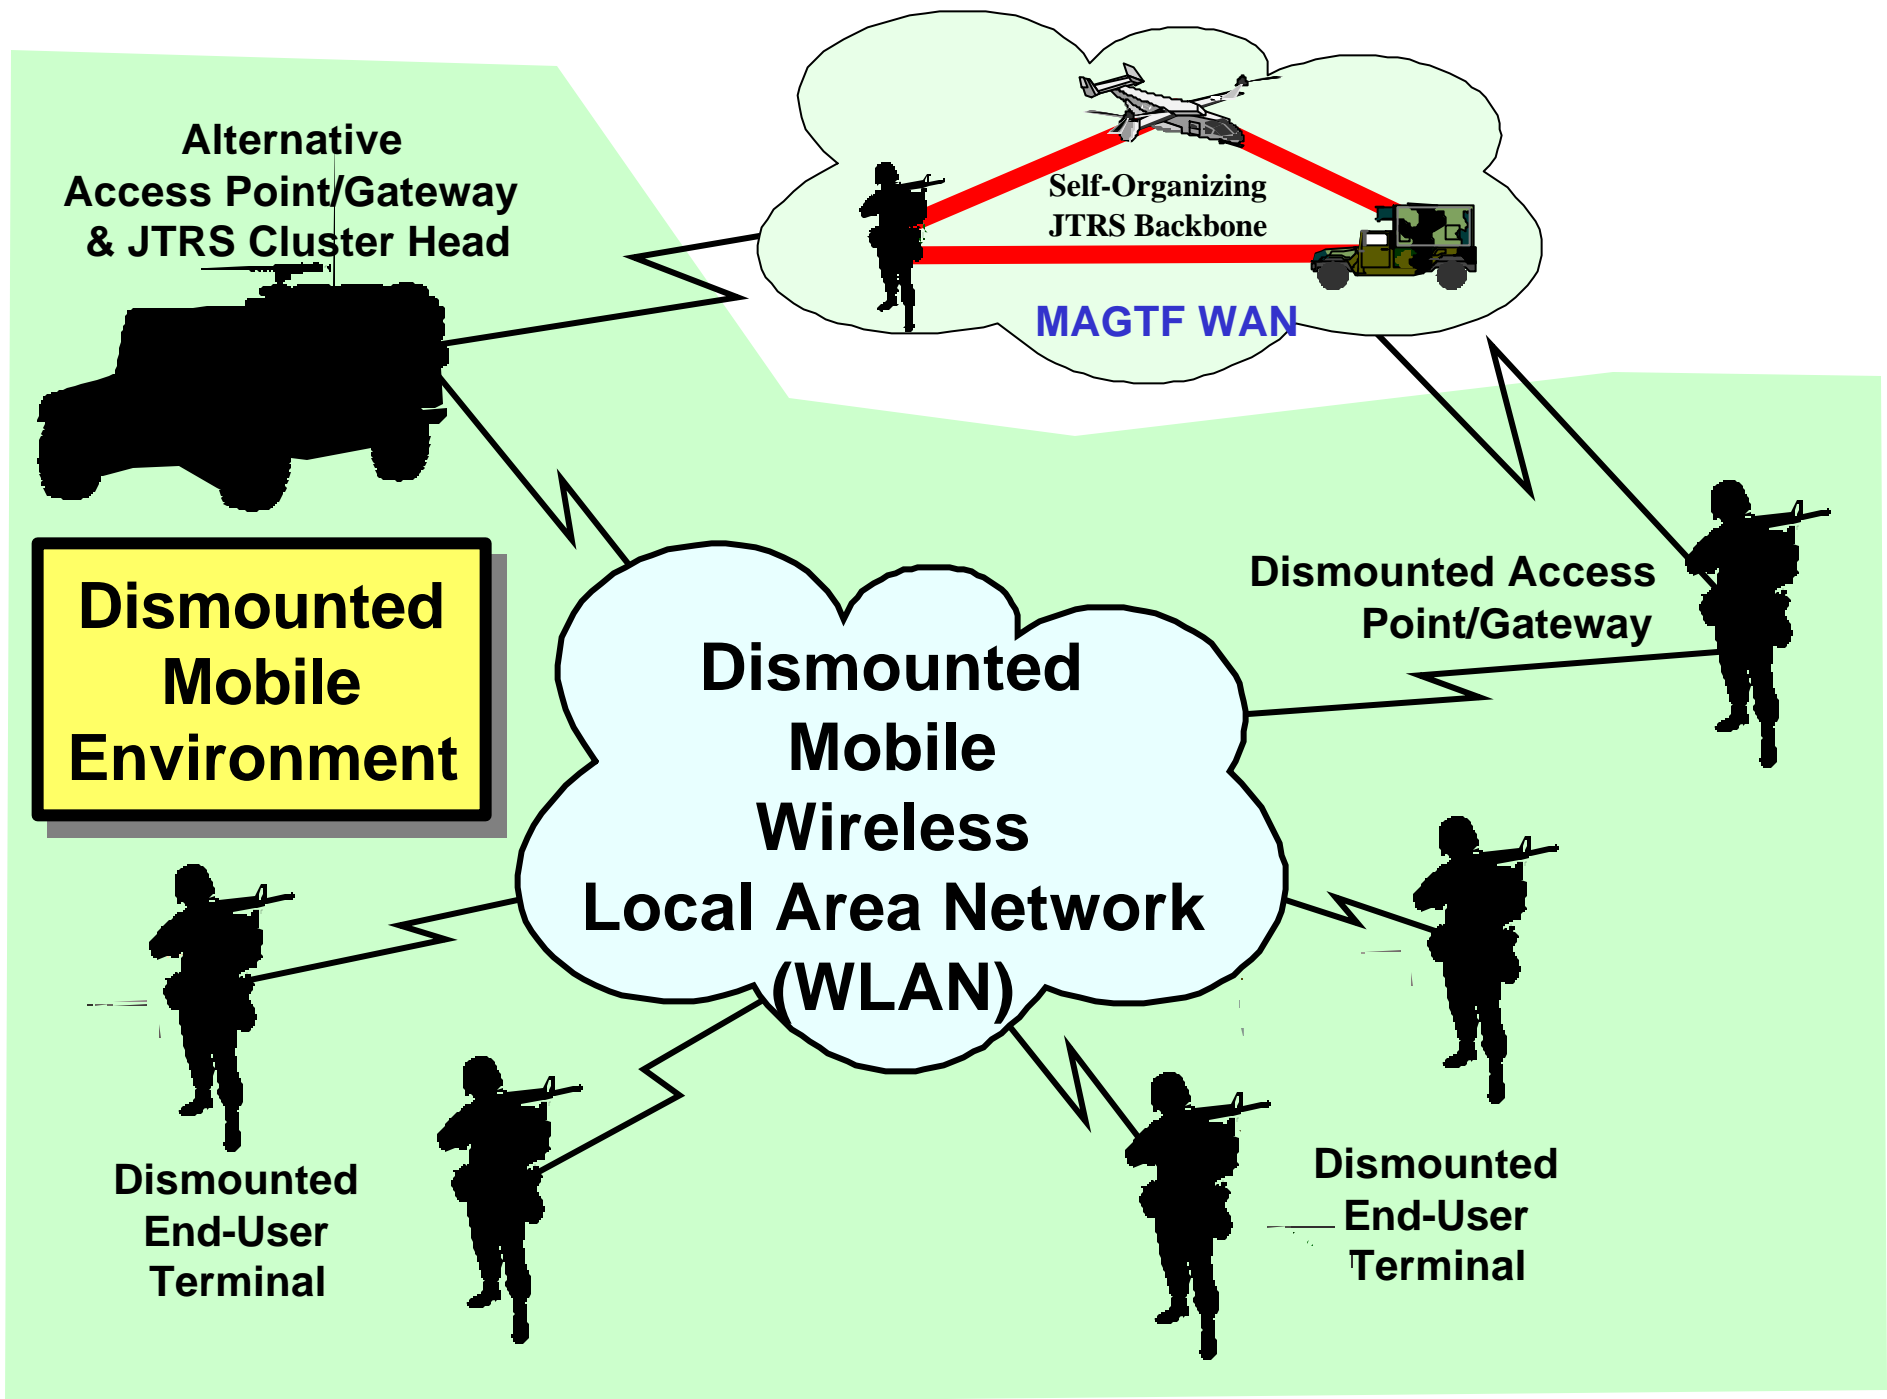 Alternative
Access Point/Gateway
& JTRS Cluster Head
Self-Organizing
JTRS Backbone
MAGTF WAN
Dismounted
Mobile
Environment
Dismounted Access
Point/Gateway
Dismounted
Mobile
Wireless
Local Area Network
(WLAN)
Dismounted
End-User
Terminal
Dismounted
End-User
Terminal